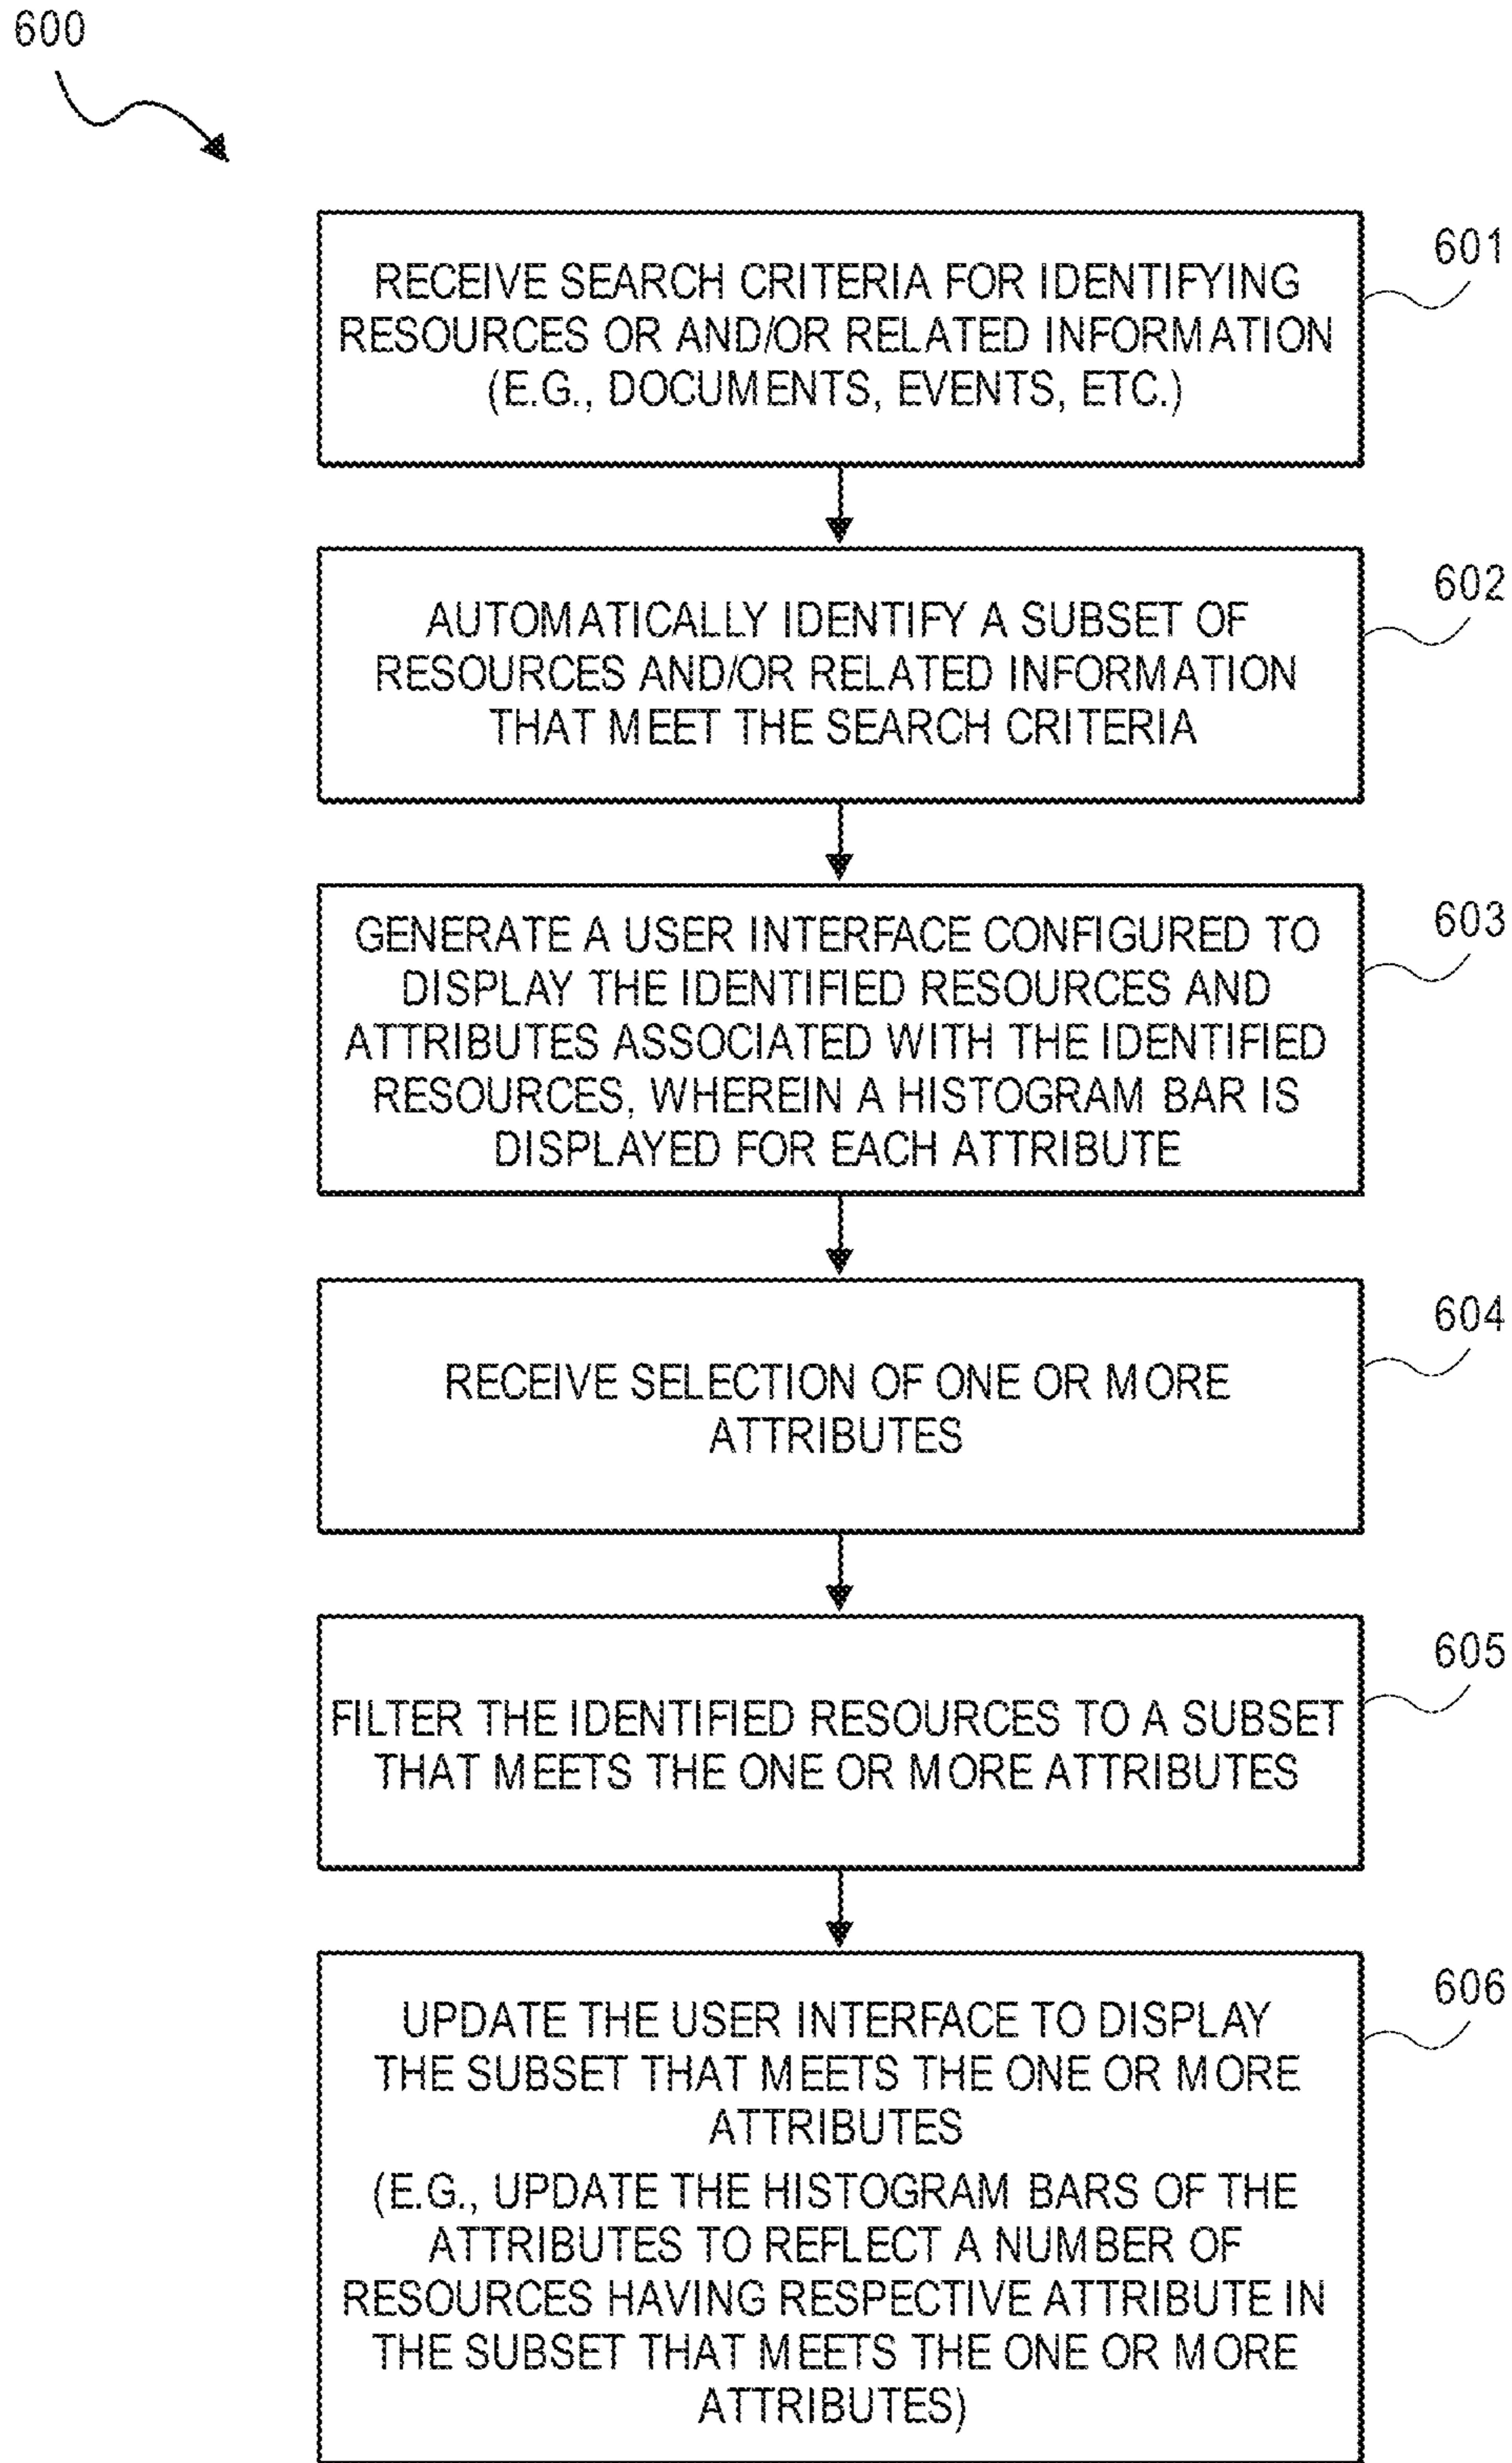 600
RECEIVE SEARCH CRITERIA FOR IDENTIFYING
RESOURCES OR AND/OR RELATED INFORMATION
(E.G., DOCUMENTS, EVENTS, ETC.)
601
AUTOMATICALLY IDENTIFY A SUBSET OF
RESOURCES AND/OR RELATED INFORMATION
THAT MEET THE SEARCH CRITERIA
602
GENERATE A USER INTERFACE CONFIGURED TO
DISPLAY THE IDENTIFIED RESOURCES AND
ATTRIBUTES ASSOCIATED WITH THE IDENTIFIED
RESOURCES, WHEREIN A HISTOGRAM BAR IS
DISPLAYED FOR EACH ATTRIBUTE
603
RECEIVE SELECTION OF ONE OR MORE
ATTRIBUTES
604
FILTER THE IDENTIFIED RESOURCES TO A SUBSET
THAT MEETS THE ONE OR MORE ATTRIBUTES
605
UPDATE THE USER INTERFACE TO DISPLAY
THE SUBSET THAT MEETS THE ONE OR MORE
ATTRIBUTES
(E.G., UPDATE THE HISTOGRAM BARS OF THE
ATTRIBUTES TO REFLECT A NUMBER OF
RESOURCES HAVING RESPECTIVE ATTRIBUTE IN
THE SUBSET THAT MEETS THE ONE OR MORE
ATTRIBUTES)
606